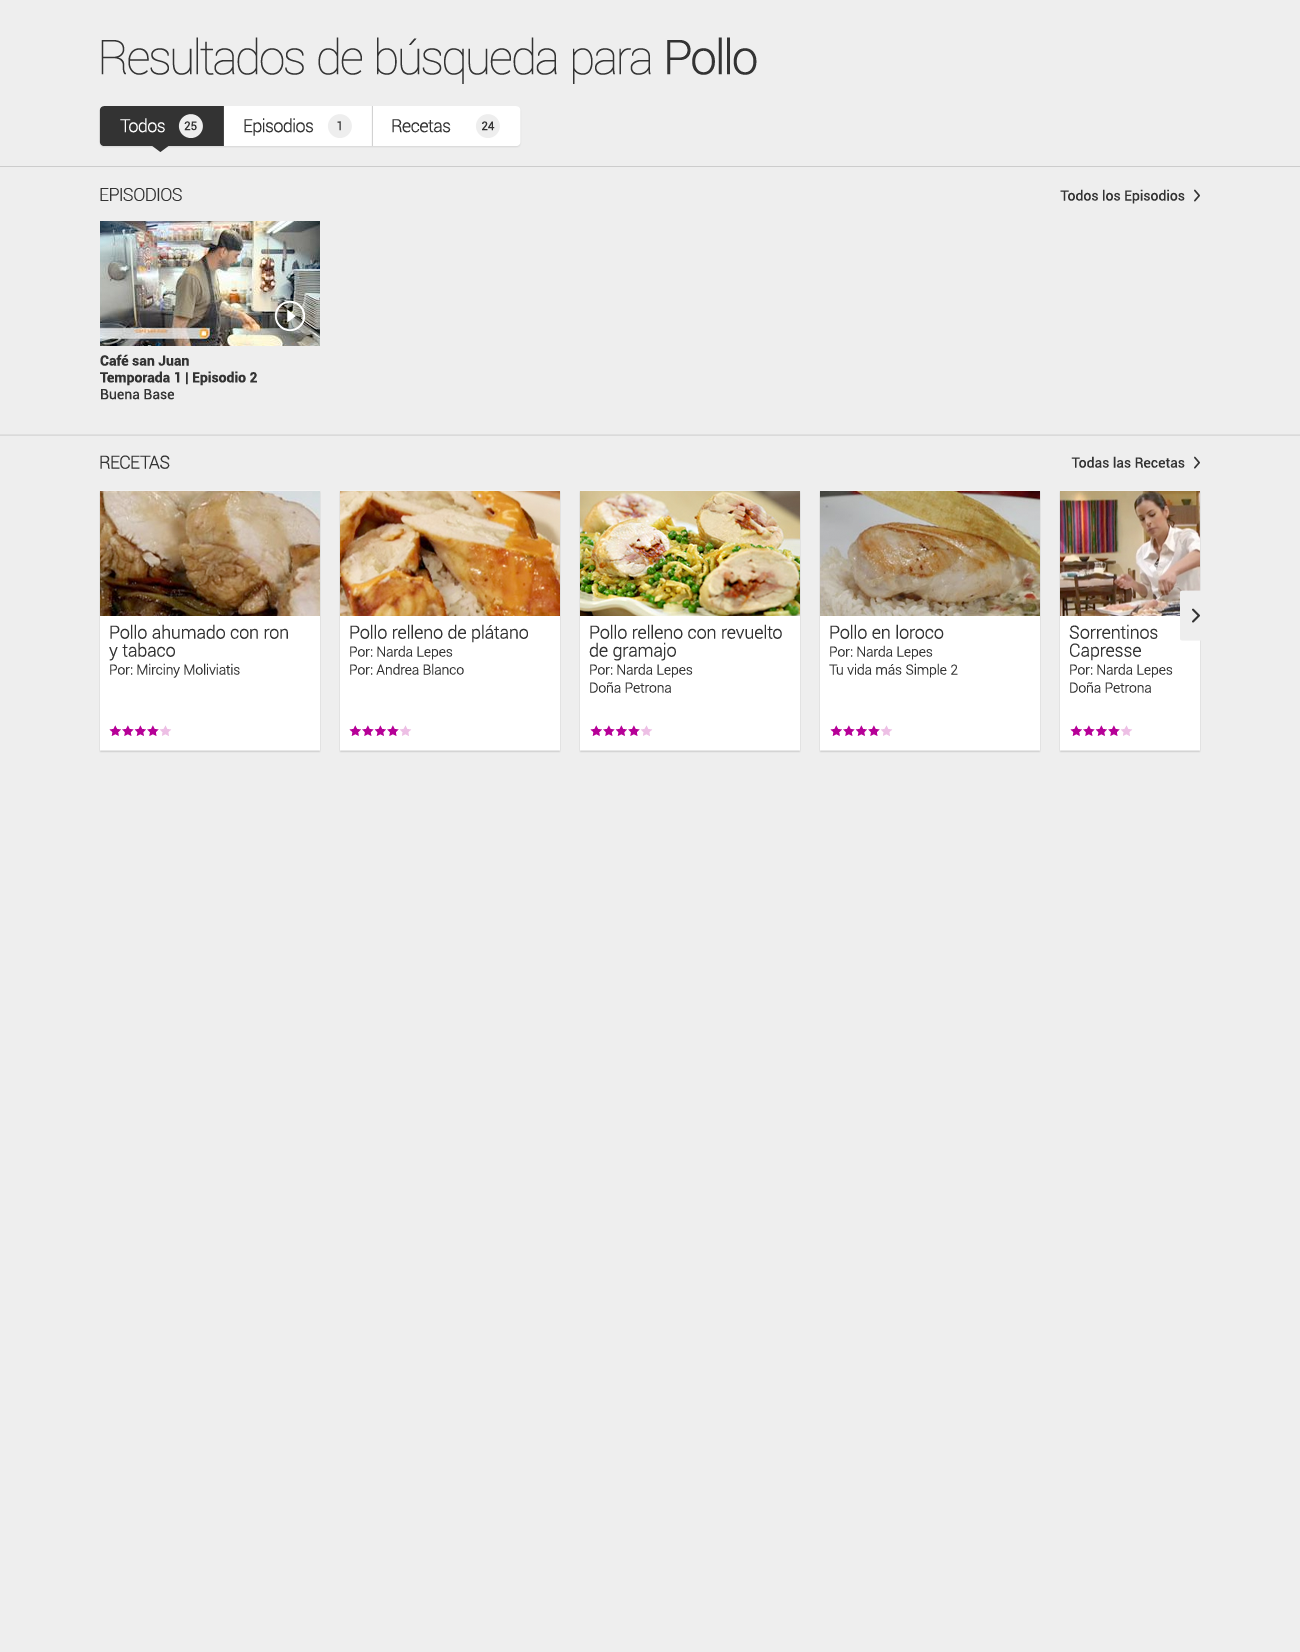 Resultados de búsqueda para Pollo
Todos 25 Episodios 1 Recetas 24
EPISODIOS
Todos los Episodios
Café san Juan
Temporada 1 | Episodio 2
Buena Base
RECETAS
Todas las Recetas
Pollo ahumado con ron
y tabaco
Por: Mirciny Moliviatis
Pollo relleno de plátano
Por: Narda Lepes
Por: Andrea Blanco
Pollo relleno con revuelto
de gramajo
Por: Narda Lepes
Doña Petrona
Pollo en loroco
Por: Narda Lepes
Tu vida más Simple 2
Sorrentinos
Capresse
Por: Narda Lepes
Doña Petrona